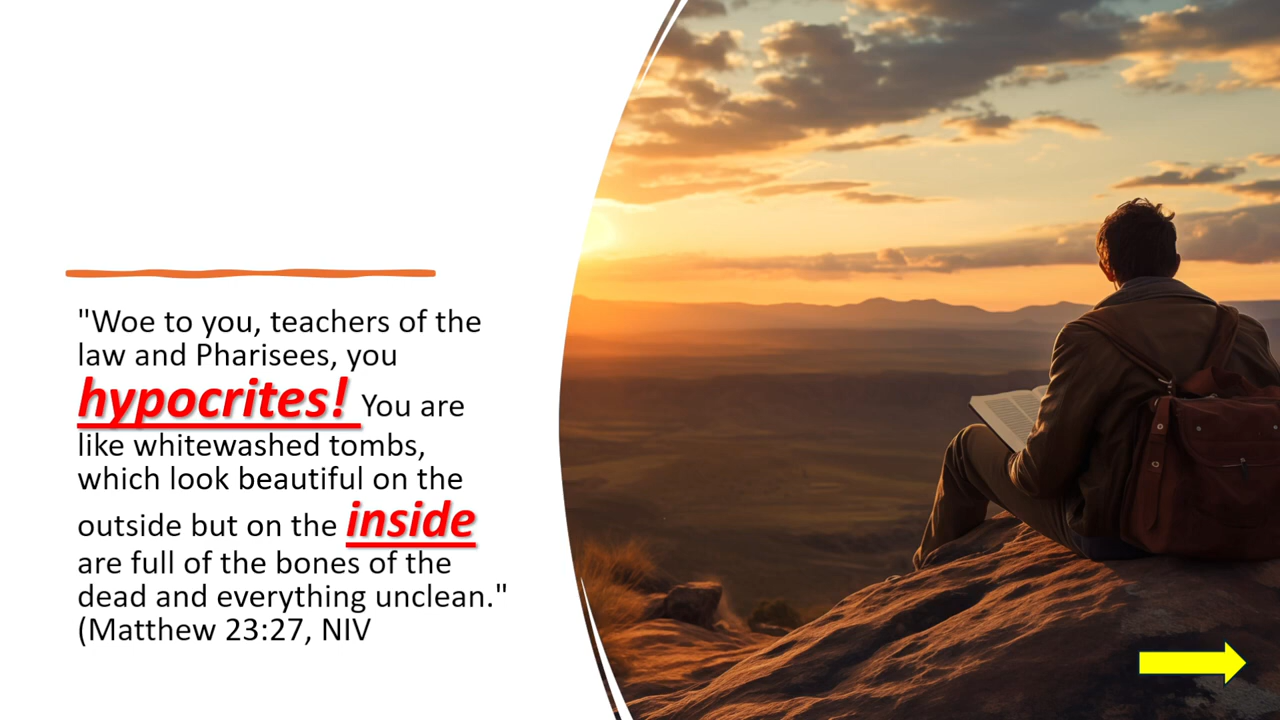 "Woe to you, teachers of the
law and Pharisees, you
hypocrites! You are
like whitewashed tombs,
which look beautiful on the
outside but on the inside
are full of the bones of the
dead and everything unclean."
(Matthew 23:27, NIV